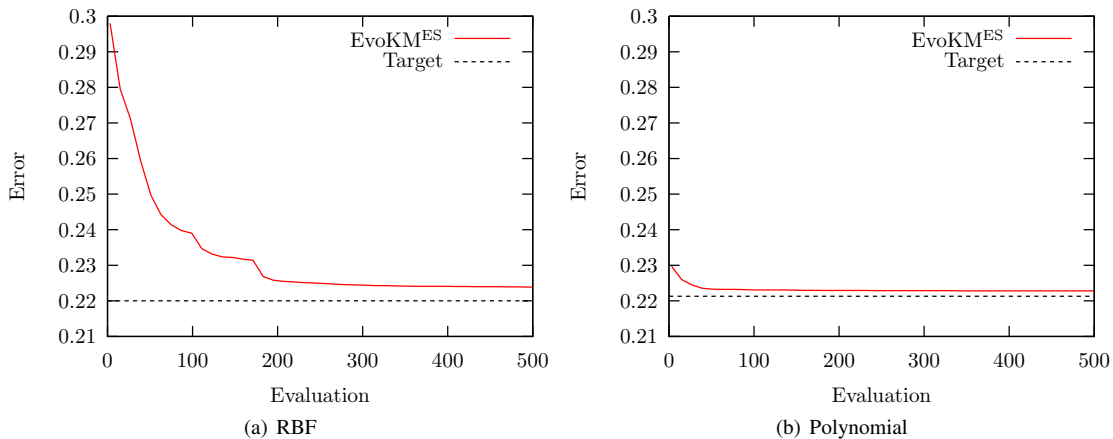 0.3
0.29
0.28
0.27
0.26
0.25
0.24
0.23
0.22
0.21
Error
EvoKM^ES
Target
0 100 200 300 400 500
Evaluation
(a) RBF
0.3
0.29
0.28
0.27
0.26
0.25
0.24
0.23
0.22
0.21
Error
EvoKM^ES
Target
0 100 200 300 400 500
Evaluation
(b) Polynomial